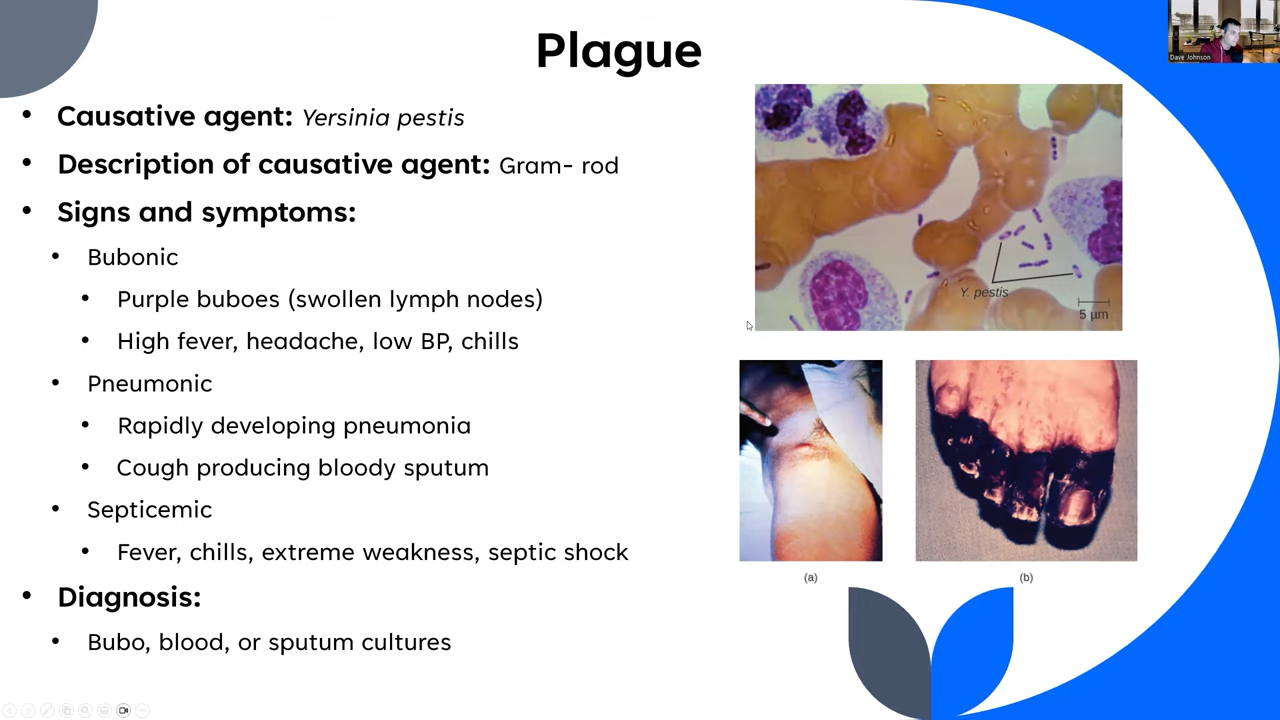 Plague
Dave Johnson
• Causative agent: Yersinia pestis
• Description of causative agent: Gram- rod
• Signs and symptoms:
• Bubonic
• Purple buboes (swollen lymph nodes)
• High fever, headache, low BP, chills
• Pneumonic
• Rapidly developing pneumonia
• Cough producing bloody sputum
• Septicemic
• Fever, chills, extreme weakness, septic shock
• Diagnosis:
• Bubo, blood, or sputum cultures
Y. pestis
5 µm
(a)
(b)